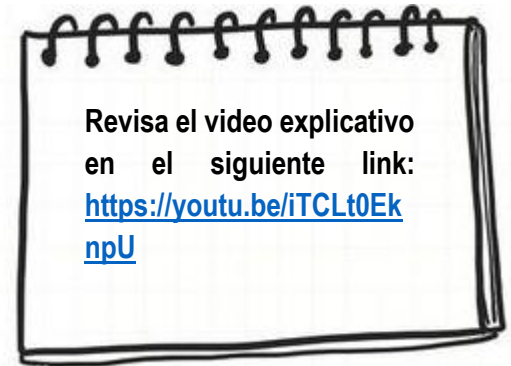 Revisa el video explicativo
en el siguiente link:
https://youtu.be/iTCLt0Ek
npU